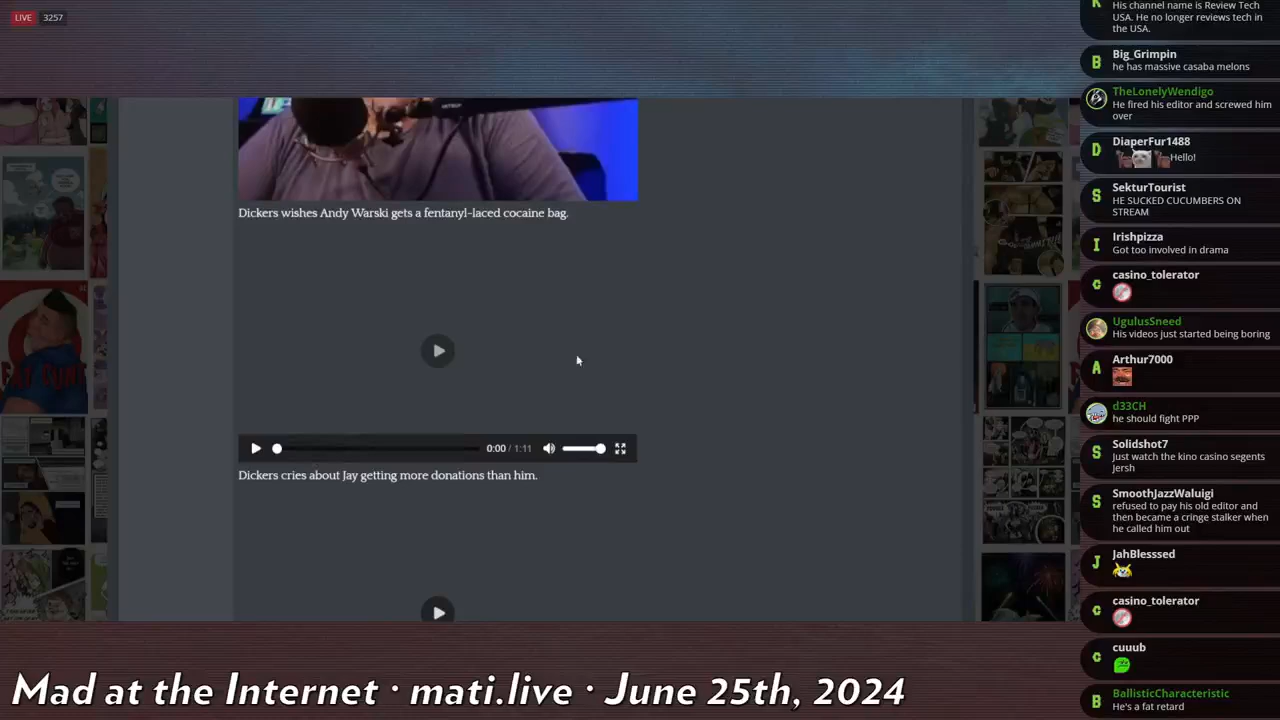 LIVE 3257
Dickers wishes Andy Warski gets a fentanyl-laced cocaine bag.
0:00 / 1:11
Dickers cries about Jay getting more donations than him.
Mad at the Internet · mati.live · June 25th, 2024
K
His channel name is Review Tech
USA. He no longer reviews tech in
the USA.
B
Big_Grimpin
he has massive casaba melons
TheLonelyWendigo
He fired his editor and screwed him
over
D
DiaperFur1488
Hello!
S
SekturTourist
HE SUCKED CUCUMBERS ON
STREAM
I
Irishpizza
Got too involved in drama
C
casino_tolerator
UgulusSneed
His videos just started being boring
A
Arthur7000
d33CH
he should fight PPP
S
Solidshot7
Just watch the kino casino segents
Jersh
S
SmoothJazzWaluigi
refused to pay his old editor and
then became a cringe stalker when
he called him out
J
JahBlesssed
C
casino_tolerator
C
cuuub
B
BallisticCharacteristic
He's a fat retard